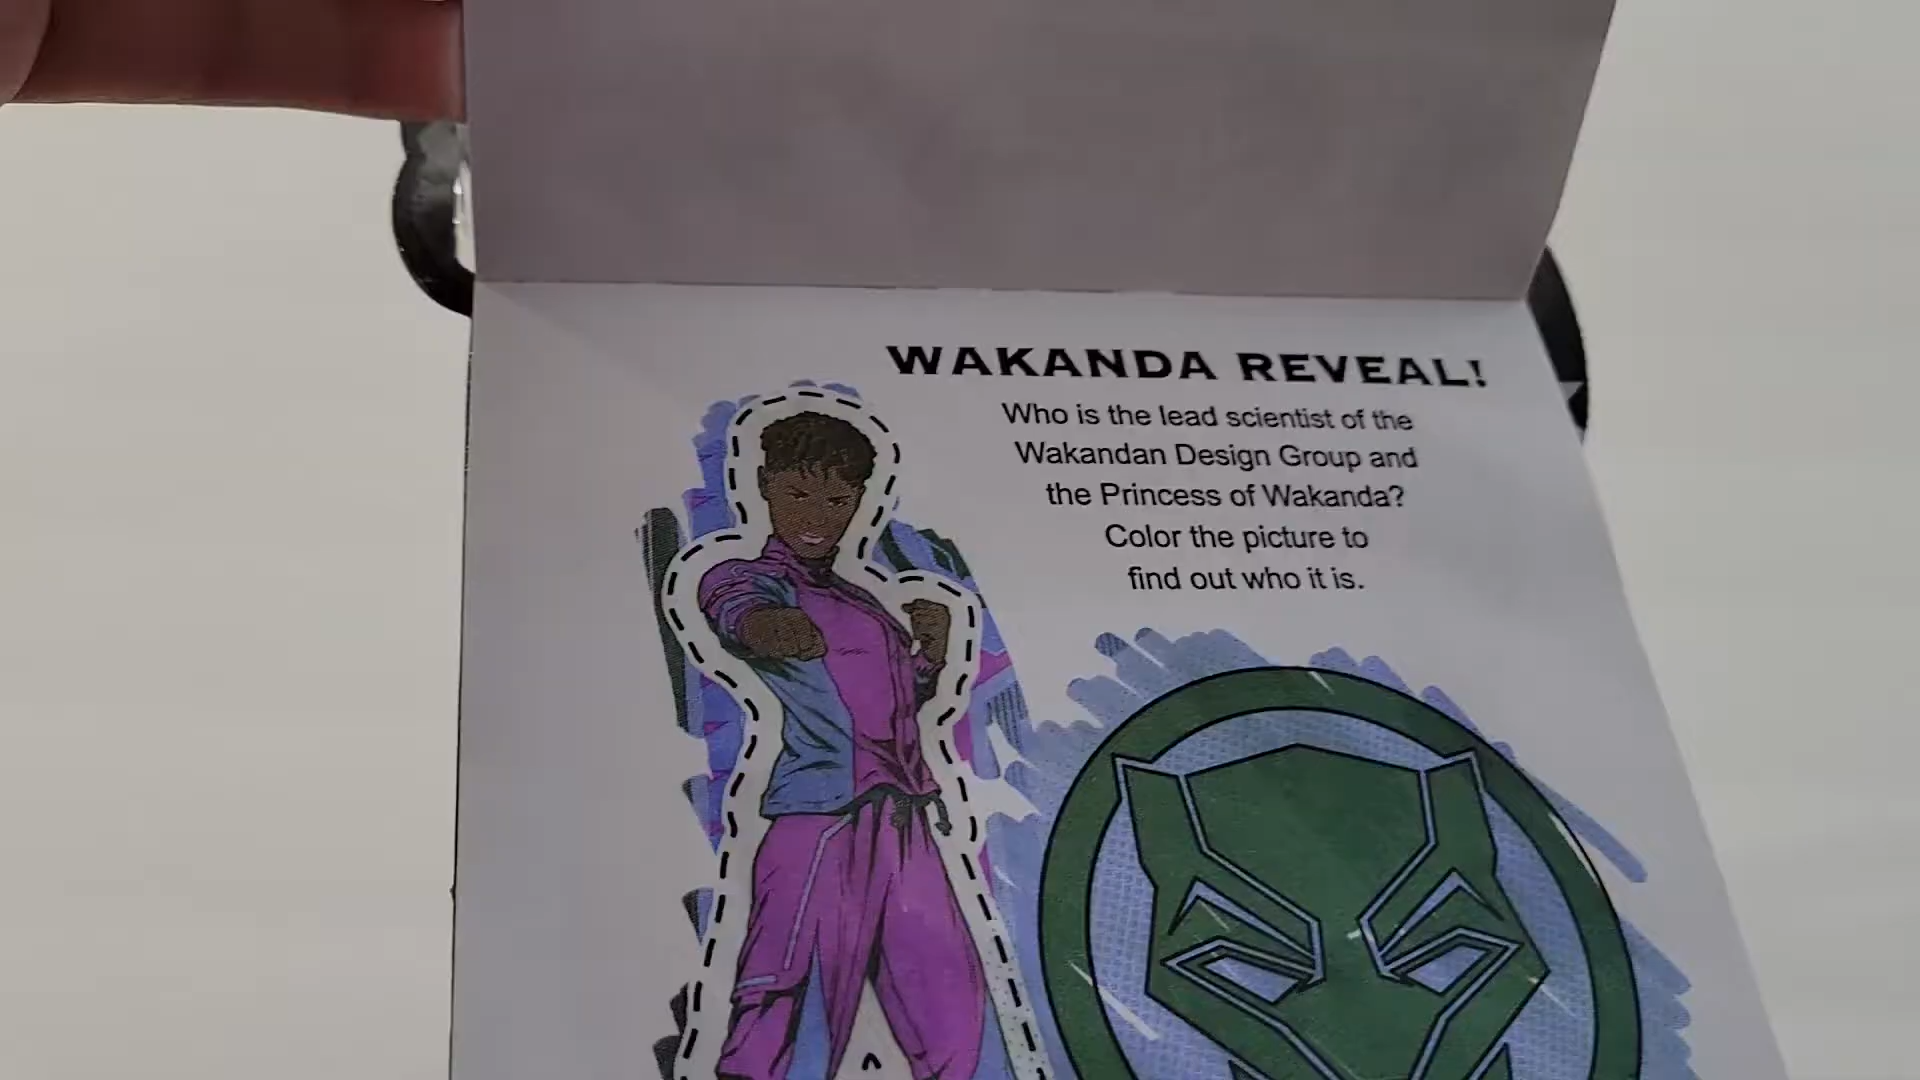 WAKANDA REVEAL!
Who is the lead scientist of the
Wakandan Design Group and
the Princess of Wakanda?
Color the picture to
find out who it is.